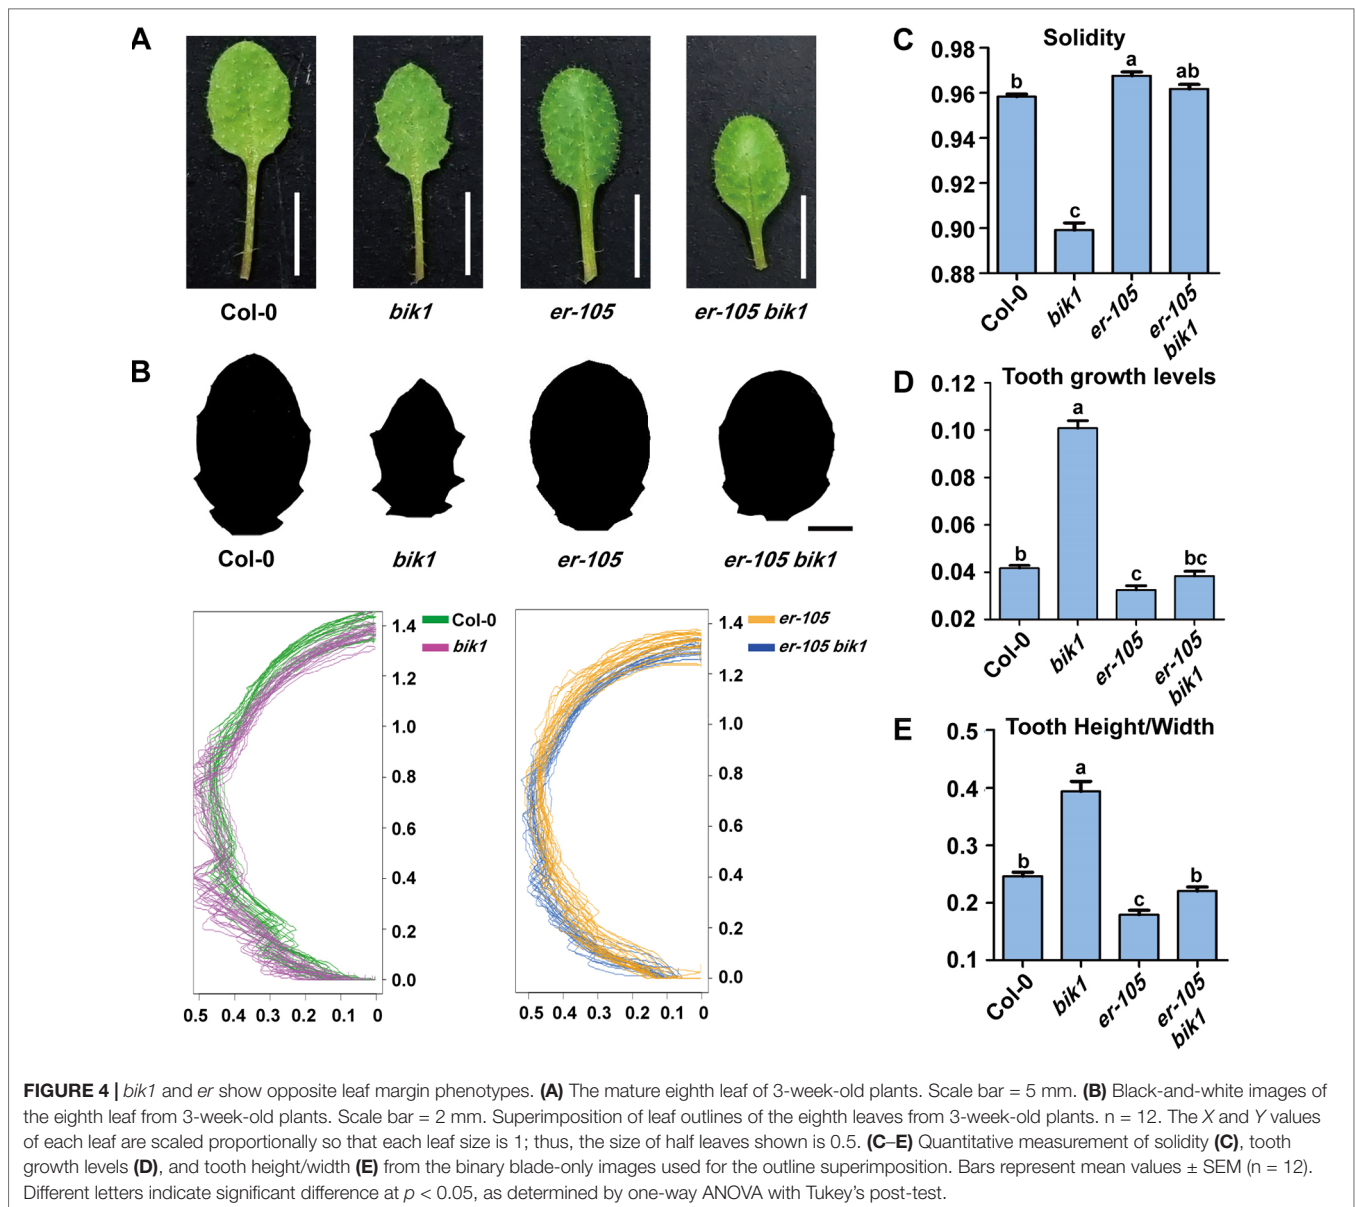 A
Col-0
bik1
er-105
er-105 bik1
B
Col-0
bik1
er-105
er-105 bik1
Col-0
bik1
1.4
1.2
1.0
0.8
0.6
0.4
0.2
0.0
0.5 0.4 0.3 0.2 0.1 0
er-105
er-105 bik1
1.4
1.2
1.0
0.8
0.6
0.4
0.2
0.0
0.5 0.4 0.3 0.2 0.1 0
C
Solidity
0.98
0.96
0.94
0.92
0.90
0.88
b
c
a
ab
Col-0
bik1
er-105
er-105
bik1
D
Tooth growth levels
0.12
0.10
0.08
0.06
0.04
0.02
b
a
c
bc
Col-0
bik1
er-105
er-105
bik1
E
Tooth Height/Width
0.5
0.4
0.3
0.2
0.1
b
a
c
b
Col-0
bik1
er-105
er-105
bik1
FIGURE 4 | bik1 and er show opposite leaf margin phenotypes. (A) The mature eighth leaf of 3-week-old plants. Scale bar = 5 mm. (B) Black-and-white images of
the eighth leaf from 3-week-old plants. Scale bar = 2 mm. Superimposition of leaf outlines of the eighth leaves from 3-week-old plants. n = 12. The X and Y values
of each leaf are scaled proportionally so that each leaf size is 1; thus, the size of half leaves shown is 0.5. (C–E) Quantitative measurement of solidity (C), tooth
growth levels (D), and tooth height/width (E) from the binary blade-only images used for the outline superimposition. Bars represent mean values ± SEM (n = 12).
Different letters indicate significant difference at p < 0.05, as determined by one-way ANOVA with Tukey's post-test.